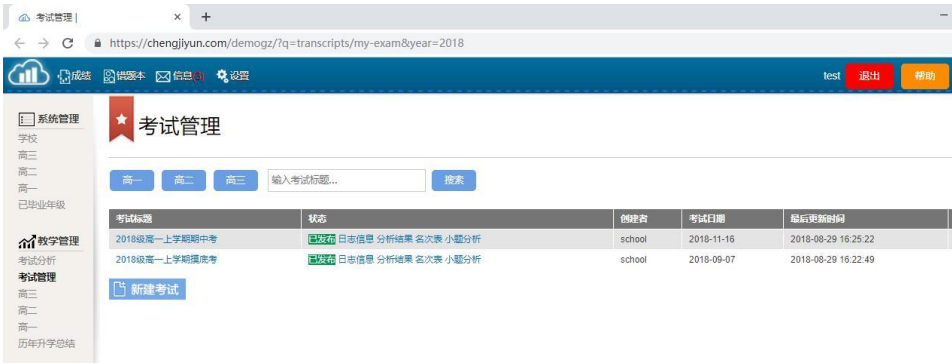 考试管理 |
https://chengjiyun.com/demogz/?q=transcripts/my-exam&year=2018
成绩 错题本 信息(3) 设置 test 退出 帮助
系统管理
学校
高三
高二
高一
已毕业年级
教学管理
考试分析
考试管理
高三
高二
高一
历年升学总结
考试管理
高一 高二 高三 输入考试标题... 搜索
考试标题 状态 创建者 考试日期 最后更新时间
2018级高一上学期期中考 已发布 日志信息 分析结果 名次表 小题分析 school 2018-11-16 2018-08-29 16:25:22
2018级高一上学期摸底考 已发布 日志信息 分析结果 名次表 小题分析 school 2018-09-07 2018-08-29 16:22:49
新建考试